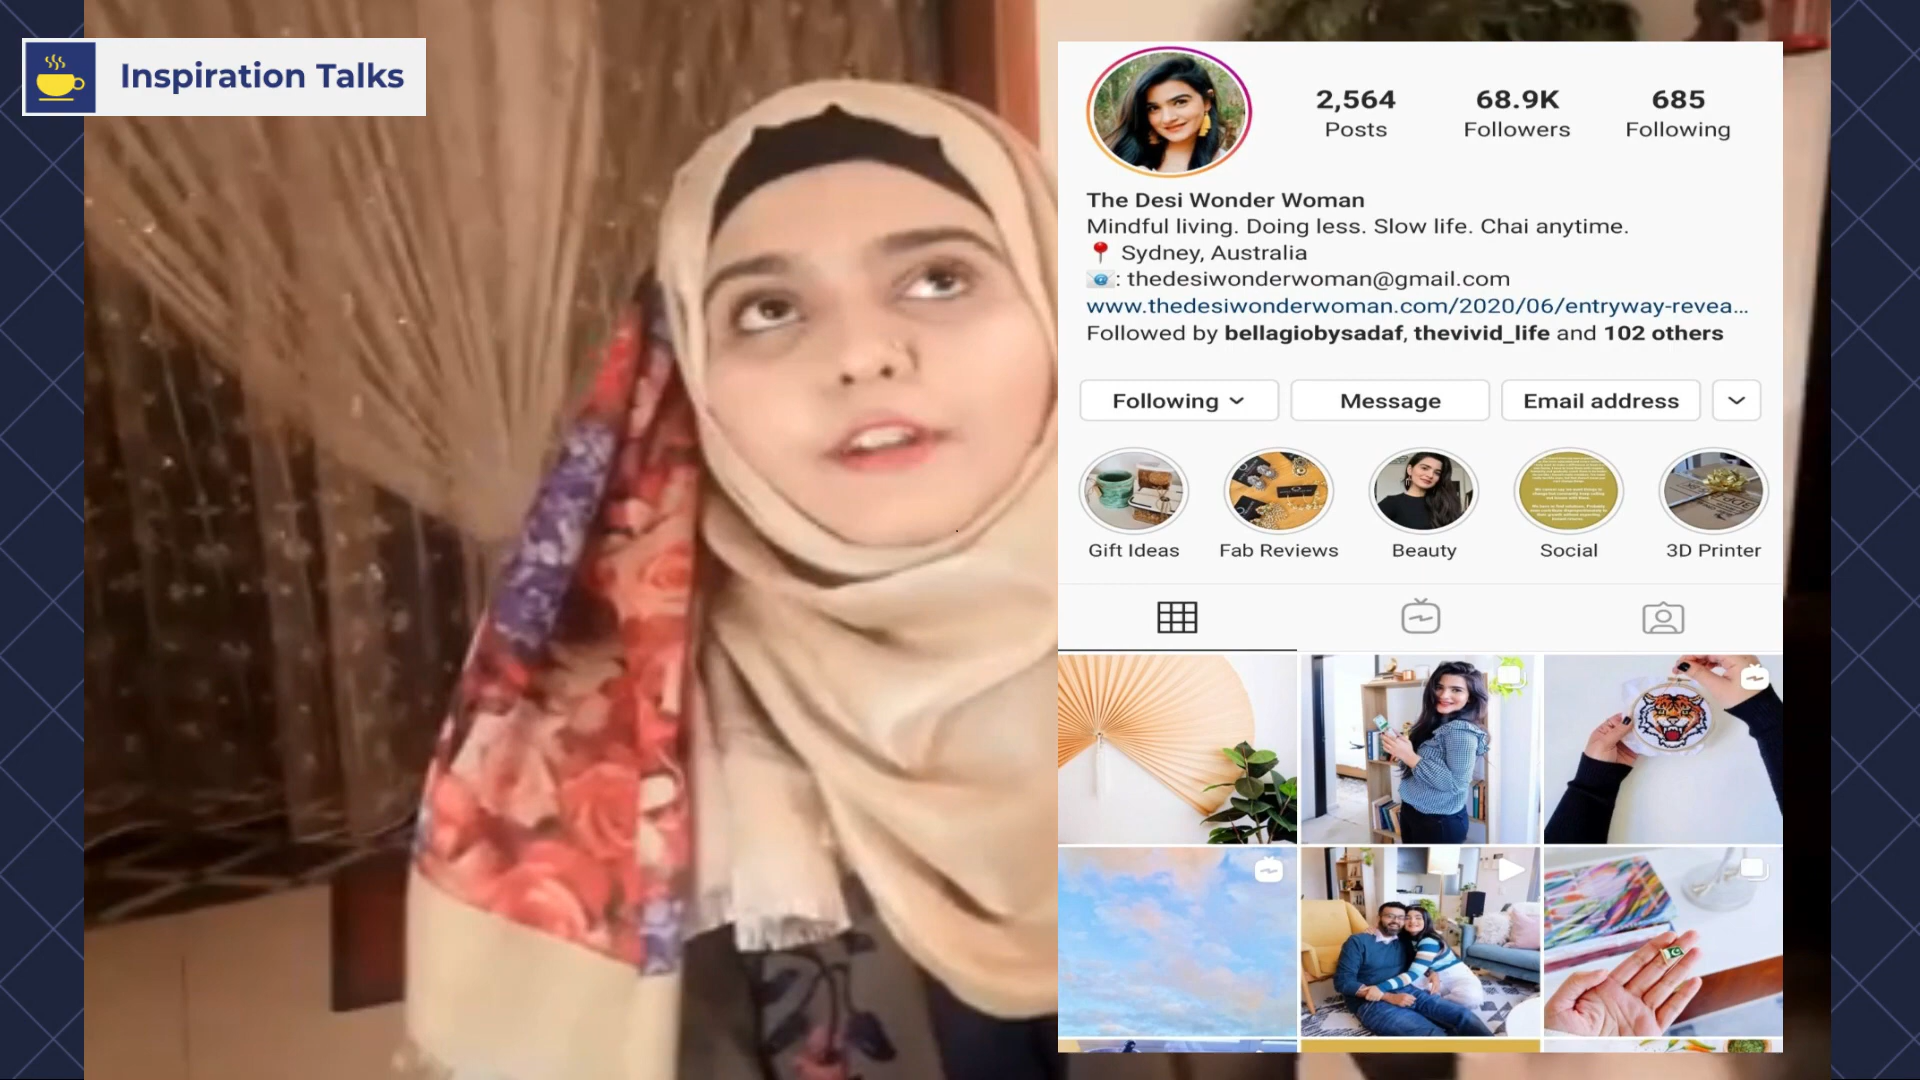 Inspiration Talks
2,564
Posts
68.9K
Followers
685
Following
The Desi Wonder Woman
Mindful living. Doing less. Slow life. Chai anytime.
Sydney, Australia
: thedesiwonderwoman@gmail.com
www.thedesiwonderwoman.com/2020/06/entryway-revea...
Followed by bellagiobysadaf, thevivid_life and 102 others
Following
Message
Email address
Gift Ideas
Fab Reviews
Beauty
Social
3D Printer